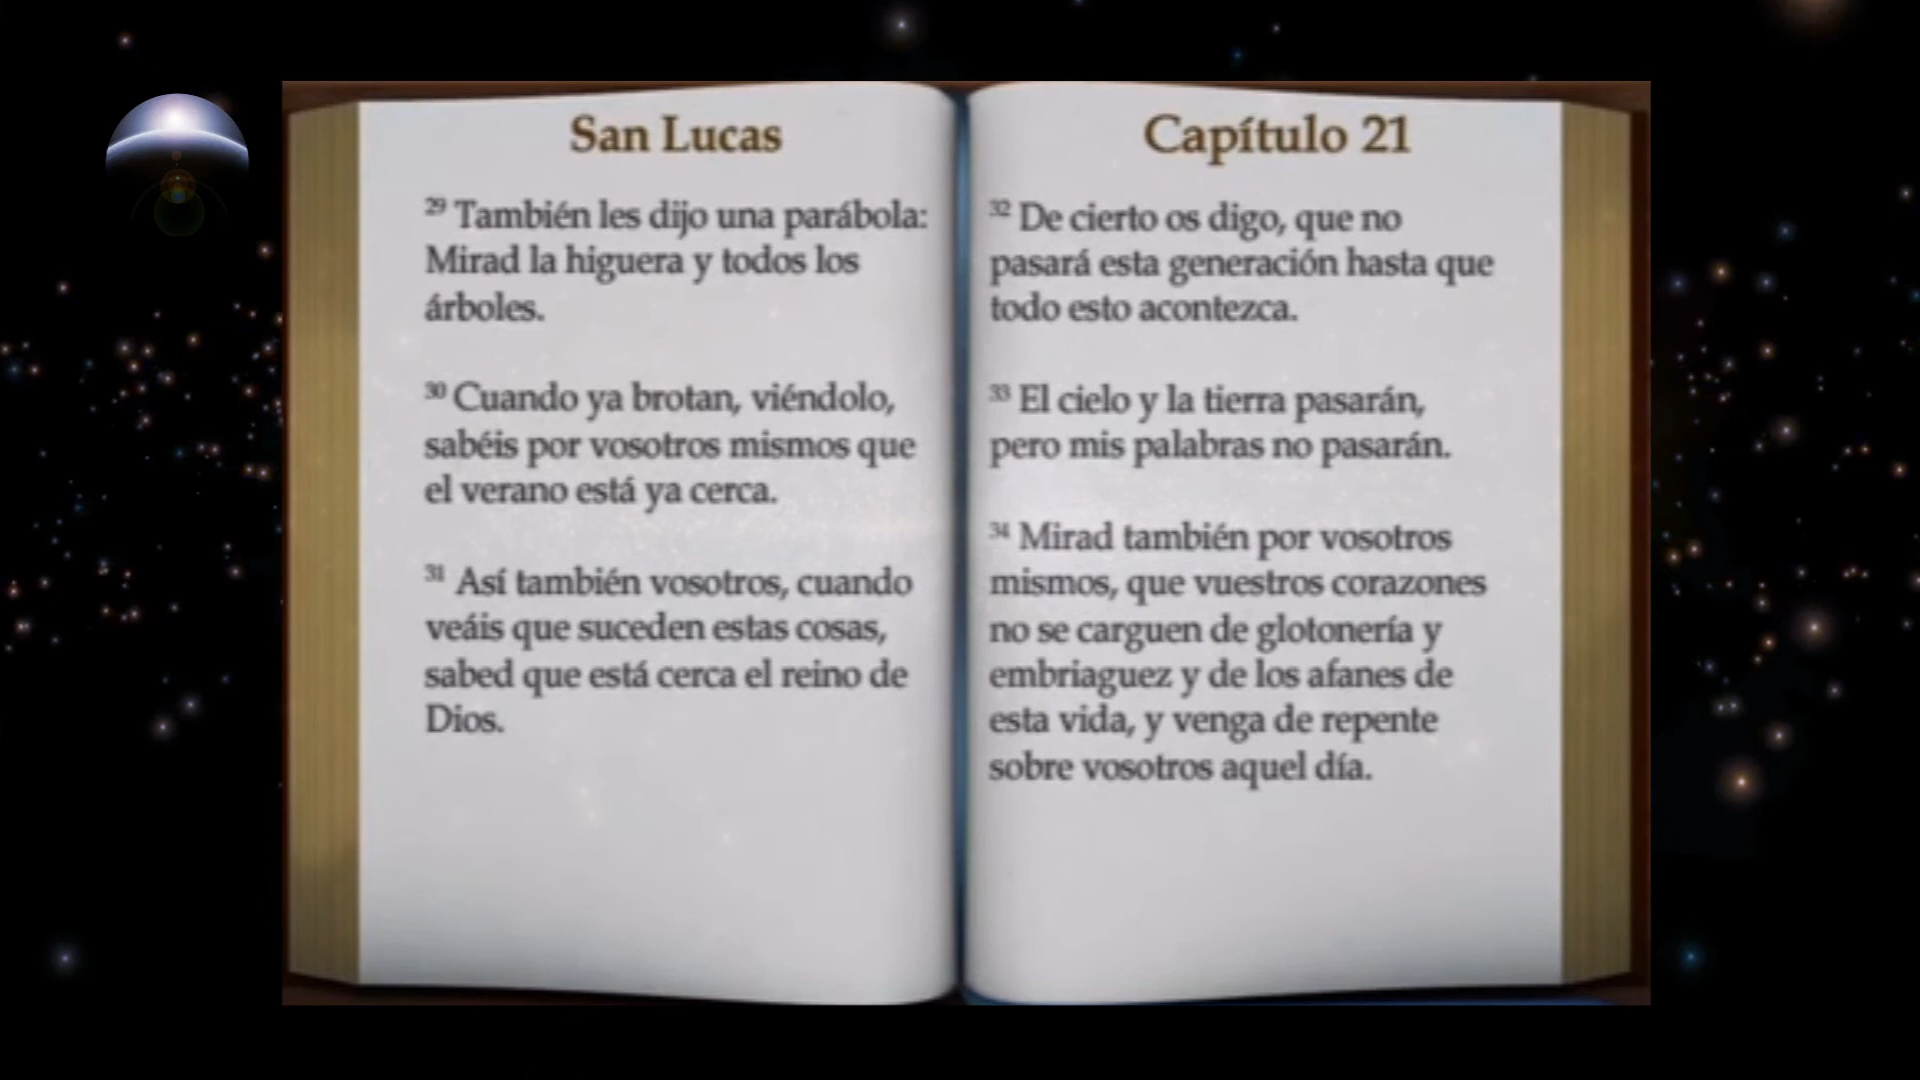 San Lucas
29 También les dijo una parábola:
Mirad la higuera y todos los
árboles.
30 Cuando ya brotan, viéndolo,
sabéis por vosotros mismos que
el verano está ya cerca.
31 Así también vosotros, cuando
veáis que suceden estas cosas,
sabed que está cerca el reino de
Dios.
Capítulo 21
32 De cierto os digo, que no
pasará esta generación hasta que
todo esto acontezca.
33 El cielo y la tierra pasarán,
pero mis palabras no pasarán.
34 Mirad también por vosotros
mismos, que vuestros corazones
no se carguen de glotonería y
embriaguez y de los afanes de
esta vida, y venga de repente
sobre vosotros aquel día.